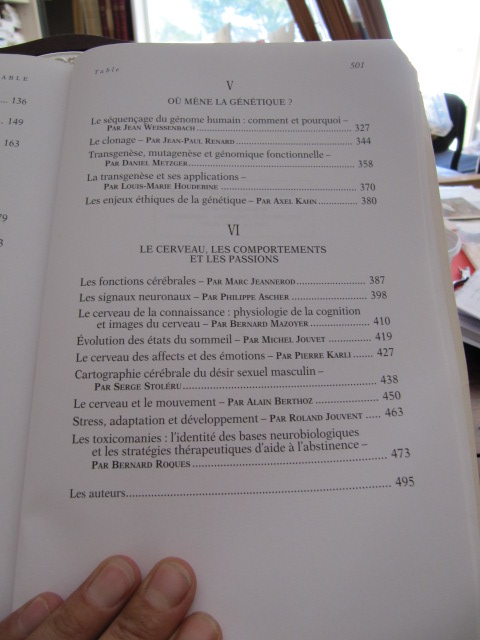 ABLE
.... 136
. 149
163
79
3
Table
501
V
OÙ MÈNE LA GÉNÉTIQUE ?
Le séquençage du génome humain : comment et pourquoi –
PAR JEAN WEISSENBACH ........ 327
Le clonage – PAR JEAN-PAUL RENARD ........ 344
Transgenèse, mutagenèse et génomique fonctionnelle –
PAR DANIEL METZGER ........ 358
La transgenèse et ses applications –
PAR LOUIS-MARIE HOUDEBINE ........ 370
Les enjeux éthiques de la génétique – PAR AXEL KAHN ........ 380
VI
LE CERVEAU, LES COMPORTEMENTS
ET LES PASSIONS
Les fonctions cérébrales – PAR MARC JEANNEROD ........ 387
Les signaux neuronaux – PAR PHILIPPE ASCHER ........ 398
Le cerveau de la connaissance : physiologie de la cognition
et images du cerveau – PAR BERNARD MAZOYER ........ 410
Évolution des états du sommeil – PAR MICHEL JOUVET ........ 419
Le cerveau des affects et des émotions – PAR PIERRE KARLI ....... 427
Cartographie cérébrale du désir sexuel masculin –
PAR SERGE STOLÉRU ........ 438
Le cerveau et le mouvement – PAR ALAIN BERTHOZ ........ 450
Stress, adaptation et développement – PAR ROLAND JOUVENT ..... 463
Les toxicomanies : l'identité des bases neurobiologiques
et les stratégies thérapeutiques d'aide à l'abstinence –
PAR BERNARD ROQUES ........ 473
Les auteurs ........ 495